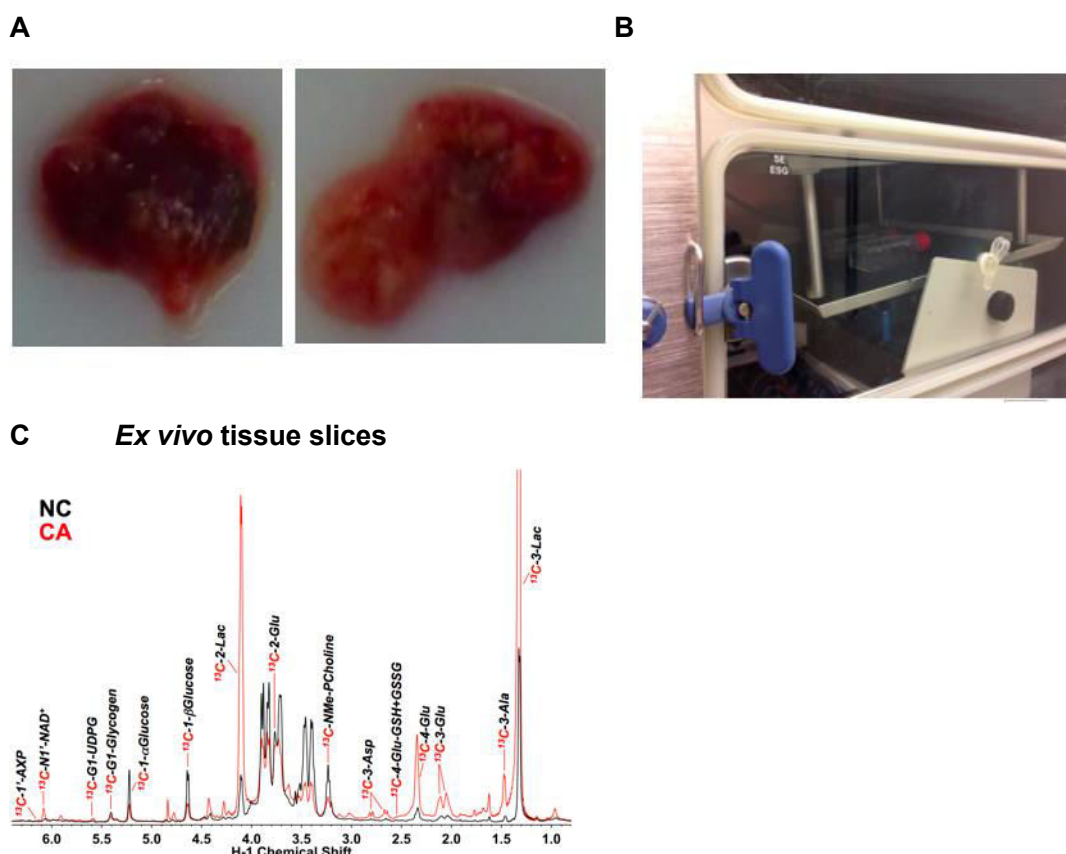 A
B
SE
ESG
C Ex vivo tissue slices
NC
CA
¹³C-1'-AXP
¹³C-N1'-NAD⁺
¹³C-G1-UDPG
¹³C-G1-Glycogen
¹³C-1-αGlucose
¹³C-1-βGlucose
¹³C-2-Lac
¹³C-2-Glu
¹³C-NMe-PCholine
¹³C-3-Asp
¹³C-4-Glu-GSH+GSSG
¹³C-4-Glu
¹³C-3-Glu
¹³C-3-Ala
¹³C-3-Lac
6.0 5.5 5.0 4.5 4.0 3.5 3.0 2.5 2.0 1.5 1.0
H-1 Chemical Shift